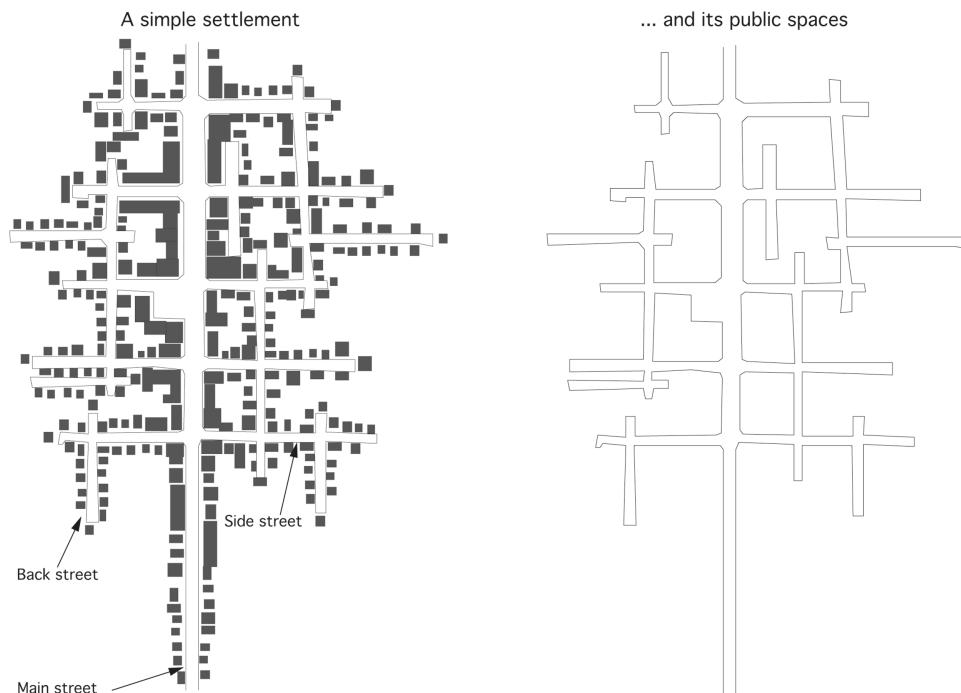 A simple settlement
... and its public spaces
Side street
Back street
Main street